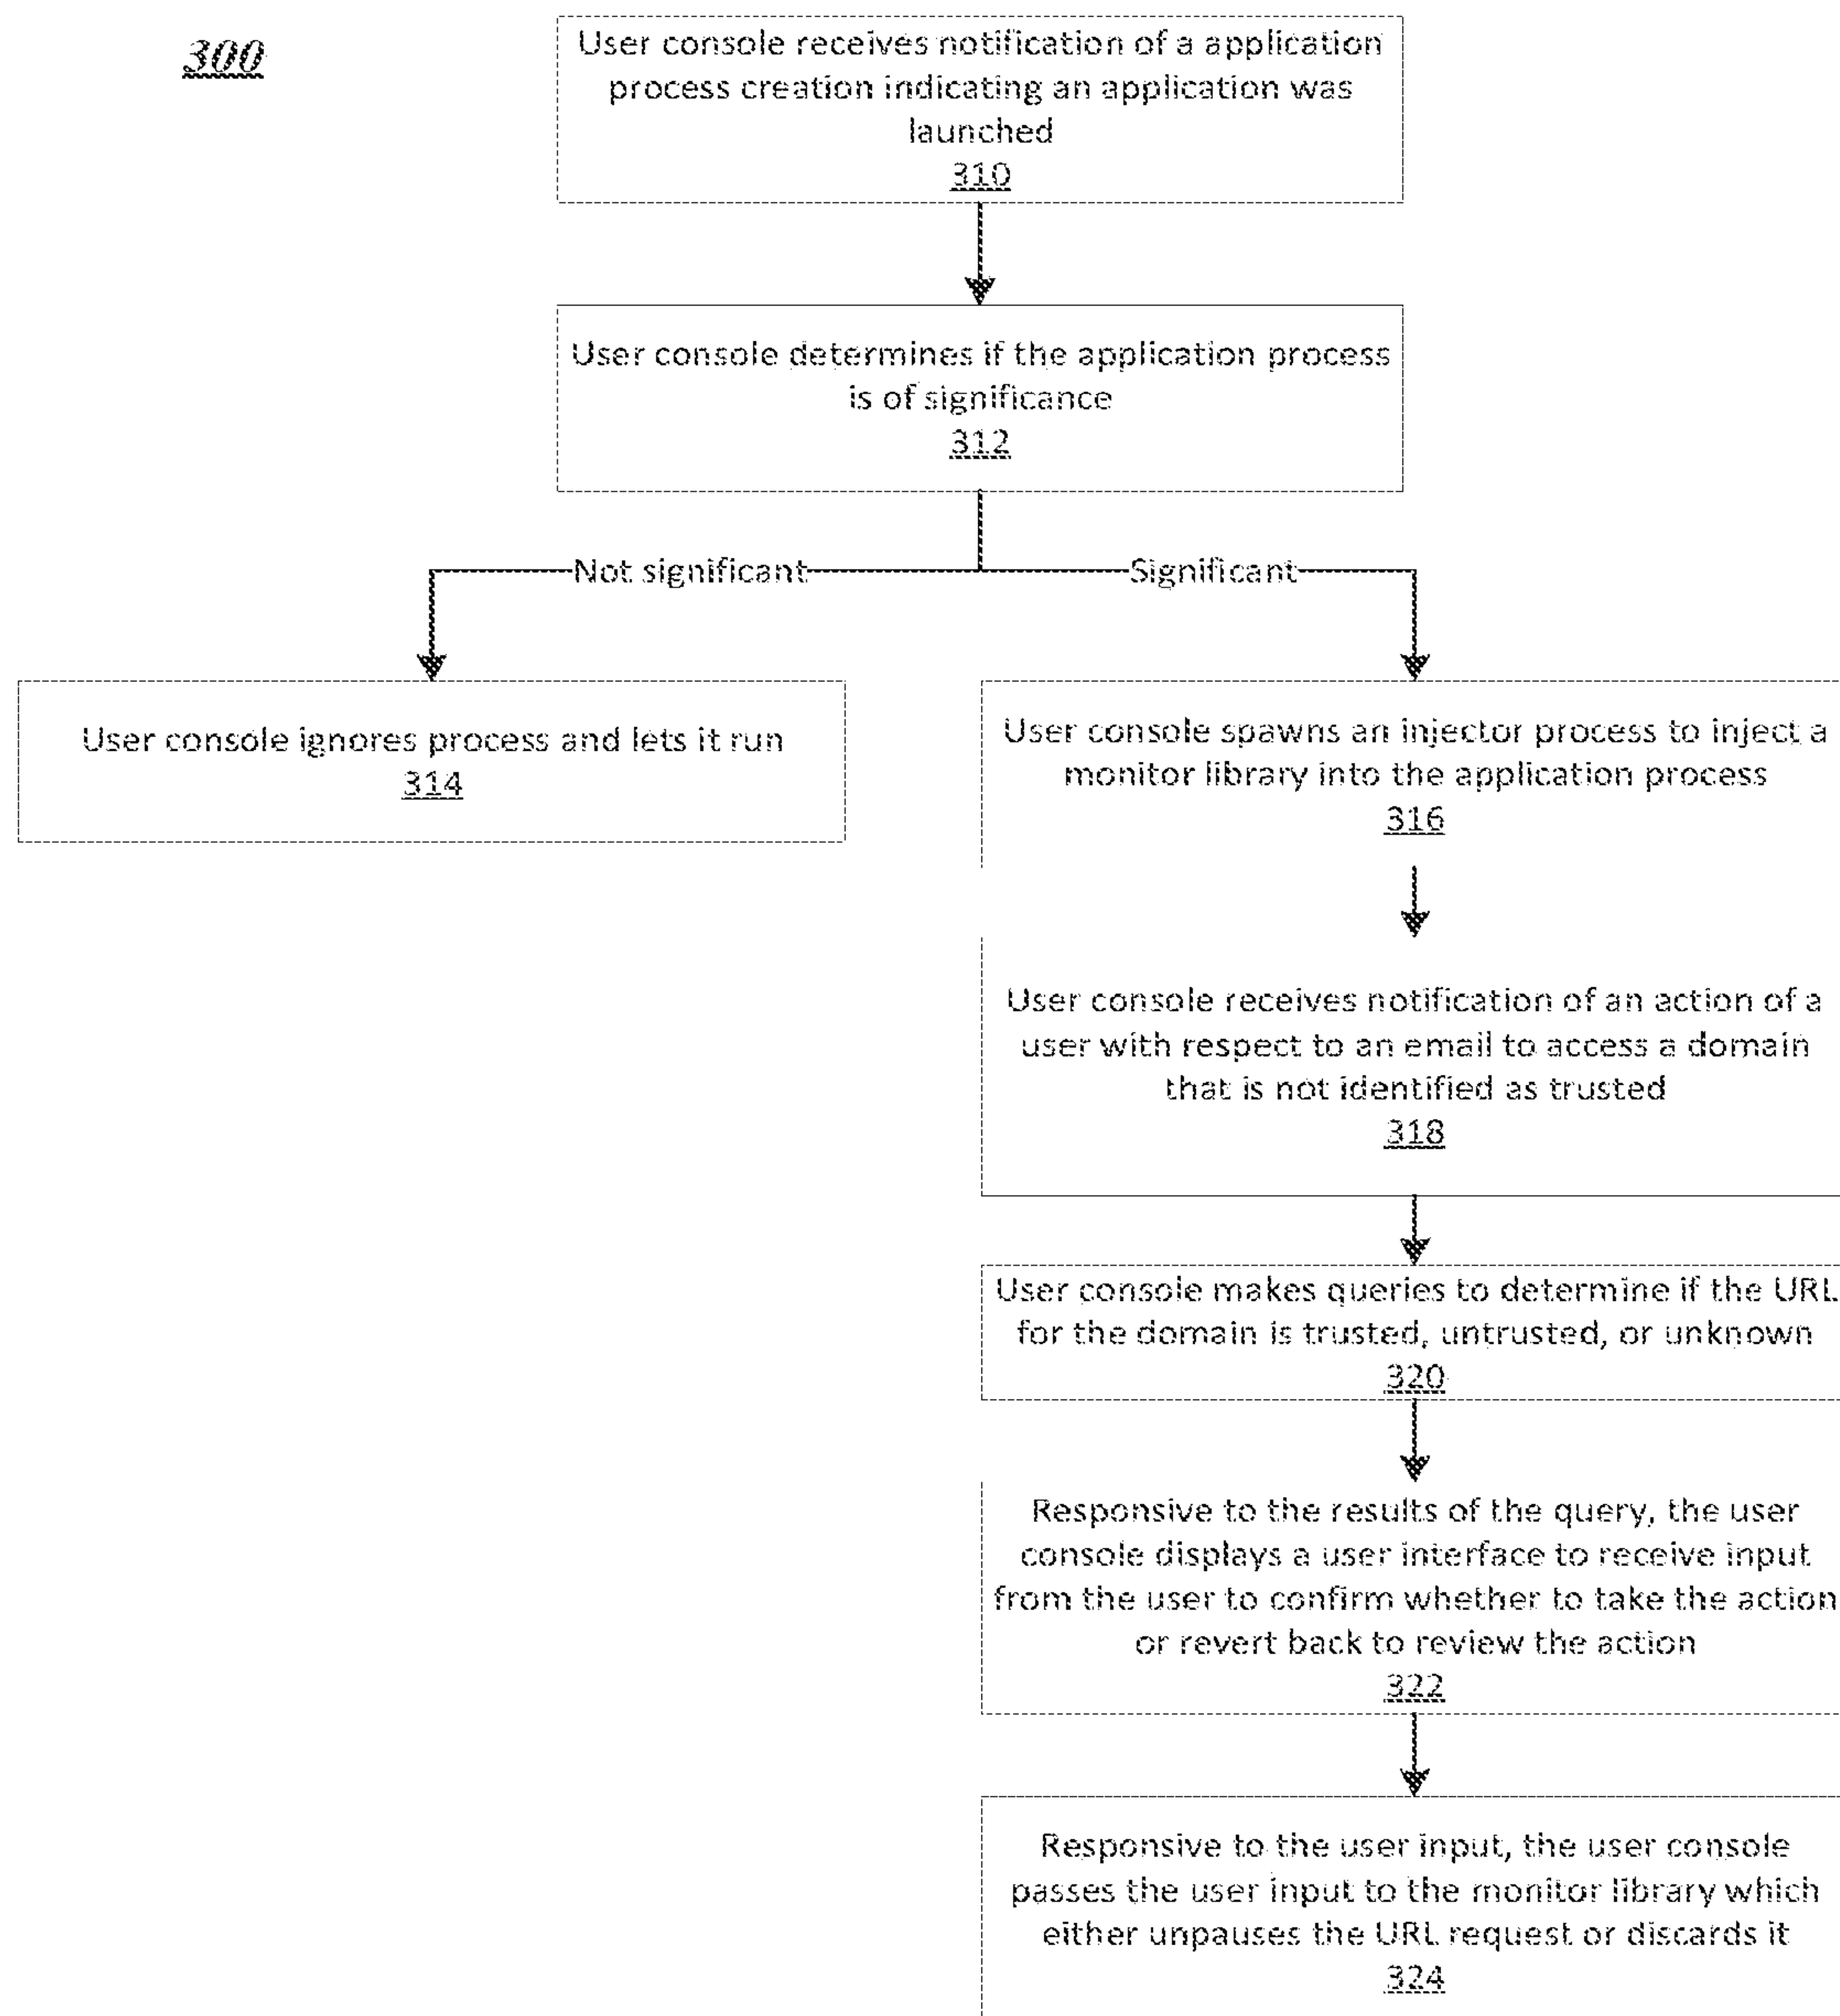 300
User console receives notification of a application
process creation indicating an application was
launched
310
User console determines if the application process
is of significance
312
Not significant
Significant
User console ignores process and lets it run
314
User console spawns an injector process to inject a
monitor library into the application process
316
User console receives notification of an action of a
user with respect to an email to access a domain
that is not identified as trusted
318
User console makes queries to determine if the URL
for the domain is trusted, untrusted, or unknown
320
Responsive to the results of the query, the user
console displays a user interface to receive input
from the user to confirm whether to take the action
or revert back to review the action
322
Responsive to the user input, the user console
passes the user input to the monitor library which
either unpauses the URL request or discards it
324